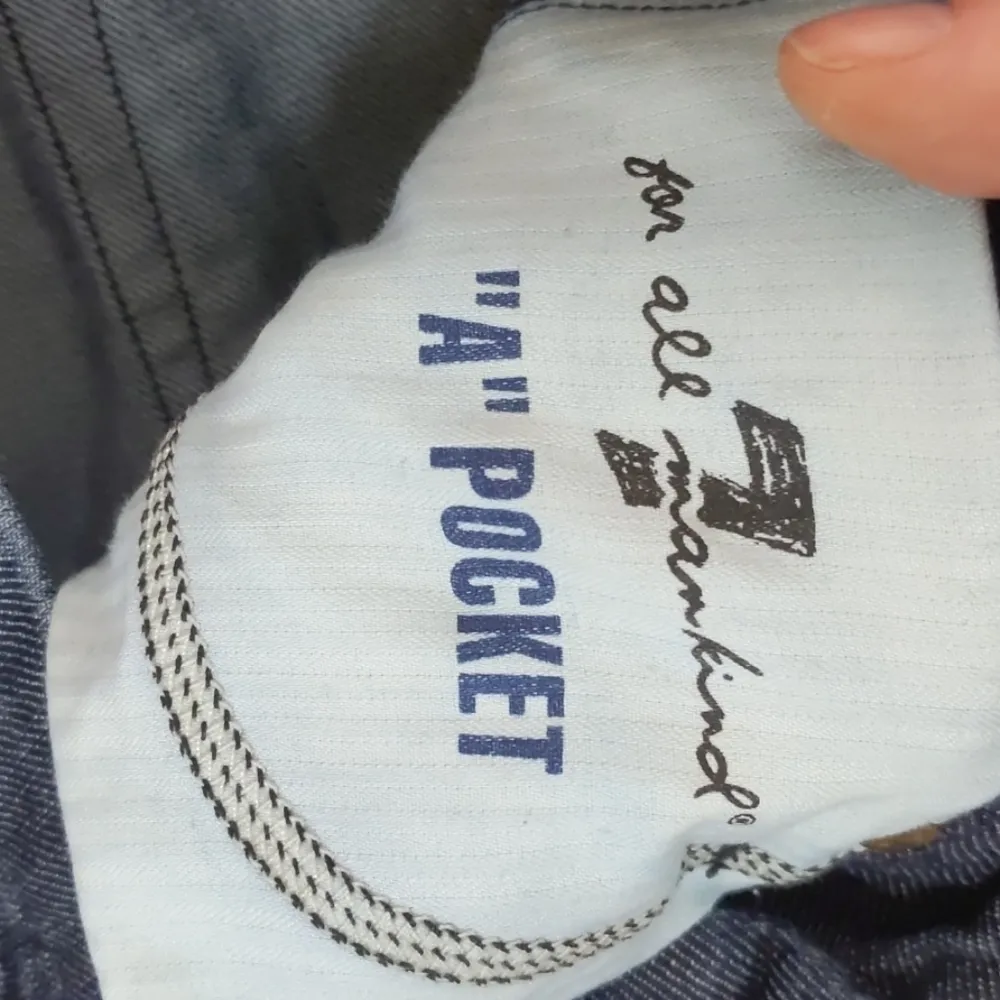 7
for all mankind®
"A" POCKET